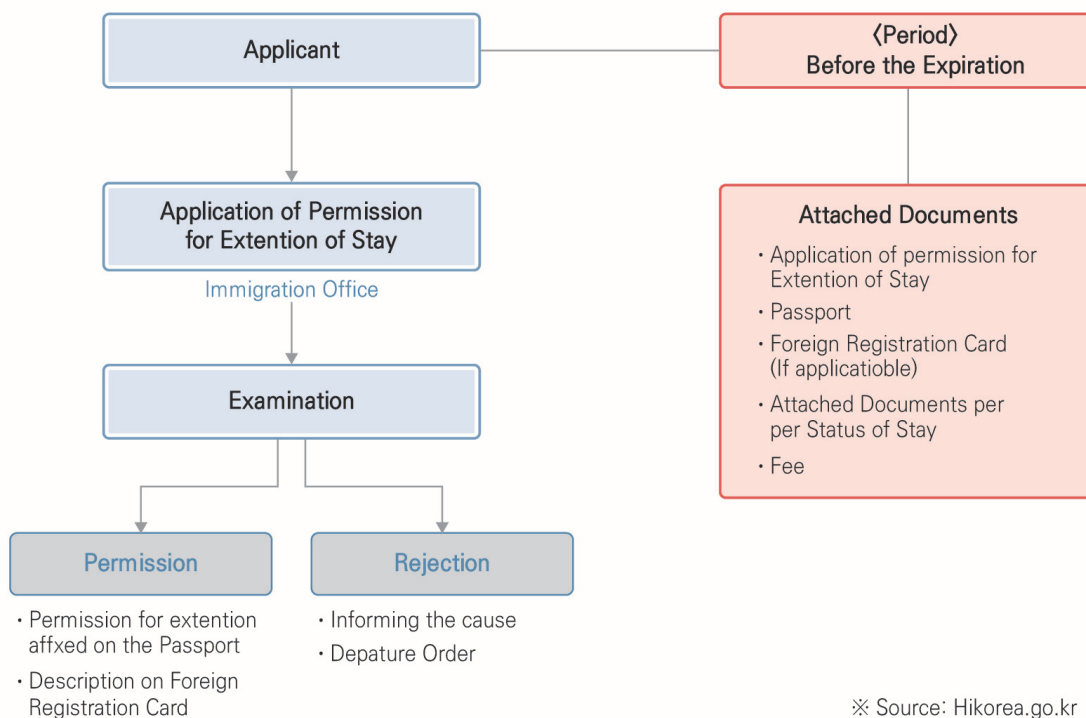 Applicant
〈Period〉
Before the Expiration
Application of Permission
for Extention of Stay
Immigration Office
Attached Documents
· Application of permission for
Extention of Stay
· Passport
· Foreign Registration Card
(If applicatioble)
· Attached Documents per
per Status of Stay
· Fee
Examination
Permission
· Permission for extention
affxed on the Passport
· Description on Foreign
Registration Card
Rejection
· Informing the cause
· Depature Order
※ Source: Hikorea.go.kr